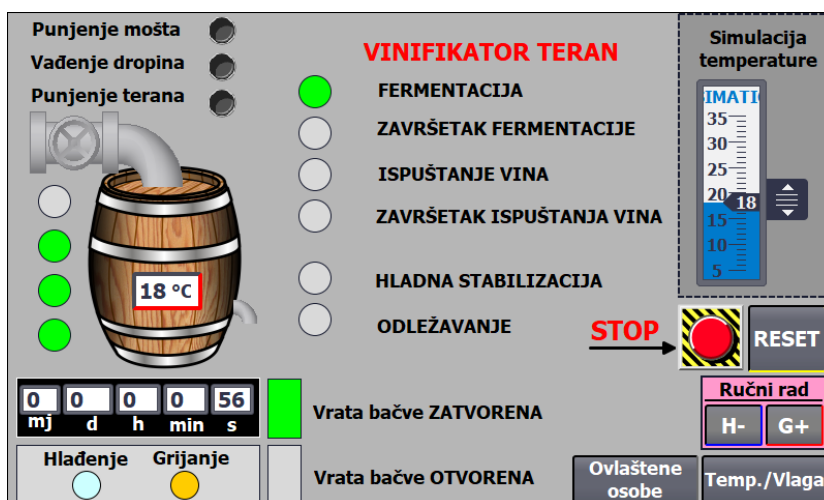 Punjenje mošta
Vađenje dropina
Punjenje terana
VINIFIKATOR TERAN
FERMENTACIJA
ZAVRŠETAK FERMENTACIJE
ISPUŠTANJE VINA
ZAVRŠETAK ISPUŠTANJA VINA
HLADNA STABILIZACIJA
ODLEŽAVANJE
Simulacija
temperature
SIMATIC
35
30
25
20
18
15
10
5
18 °C
STOP
RESET
0 0 0 0 56
mj d h min s
Vrata bačve ZATVORENA
Ručni rad
H- G+
Hlađenje Grijanje
Vrata bačve OTVORENA
Ovlaštene
osobe
Temp./Vlaga